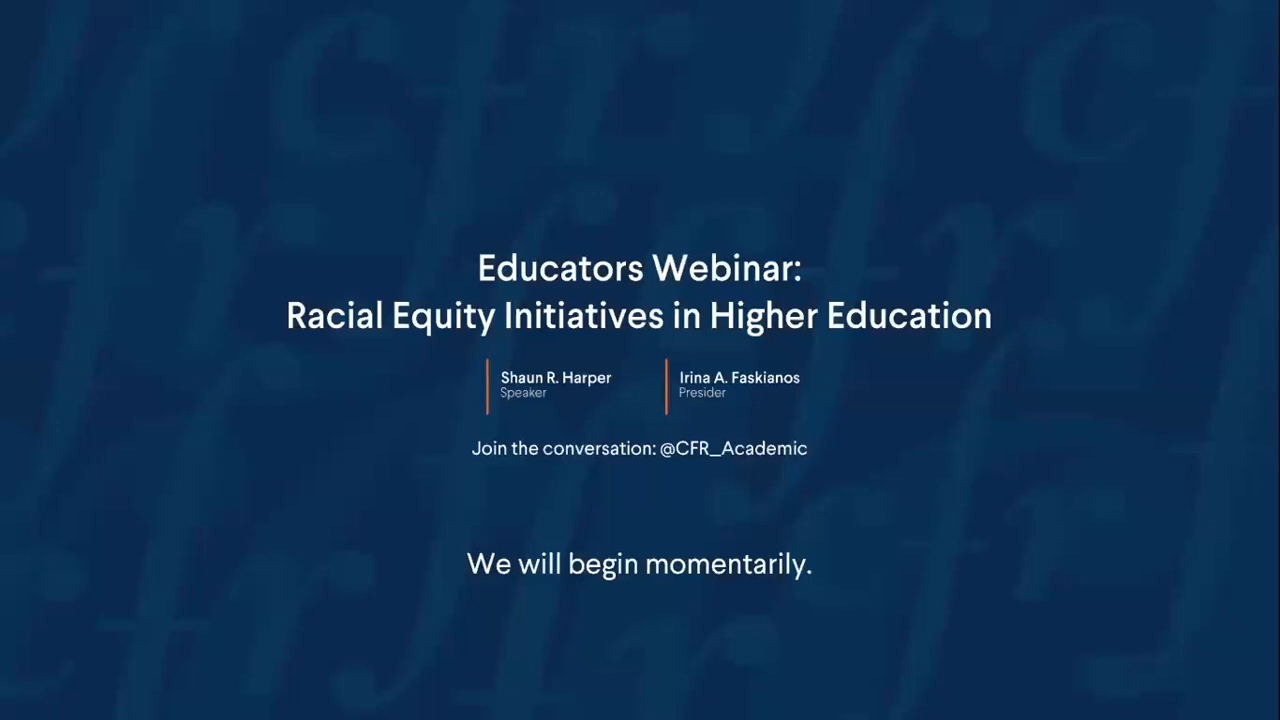 Educators Webinar:
Racial Equity Initiatives in Higher Education
Shaun R. Harper
Speaker
Irina A. Faskianos
Presider
Join the conversation: @CFR_Academic
We will begin momentarily.